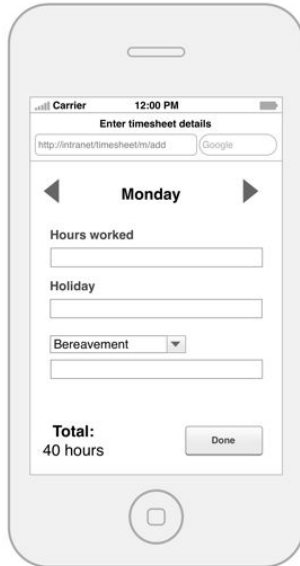 Carrier 12:00 PM
Enter timesheet details
http://intranet/timesheet/m/add Google
Monday
Hours worked
Holiday
Bereavement
Total:
40 hours
Done